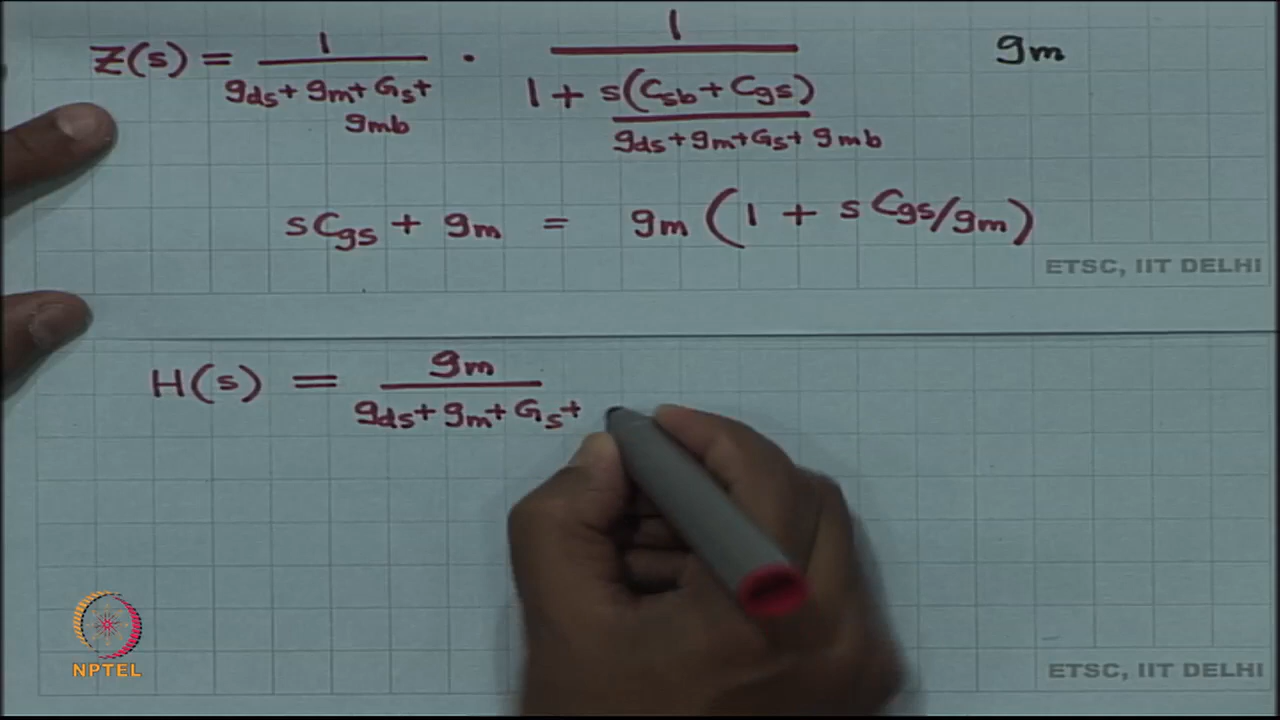 Z(s) = 1 / (gds + gm + Gs + gmb) · 1 / (1 + s(Csb + Cgs) / (gds + gm + Gs + gmb))
gm
sCgs + gm = gm (1 + sCgs/gm)
ETSC, IIT DELHI
H(s) = gm / (gds + gm + Gs +
NPTEL
ETSC, IIT DELHI